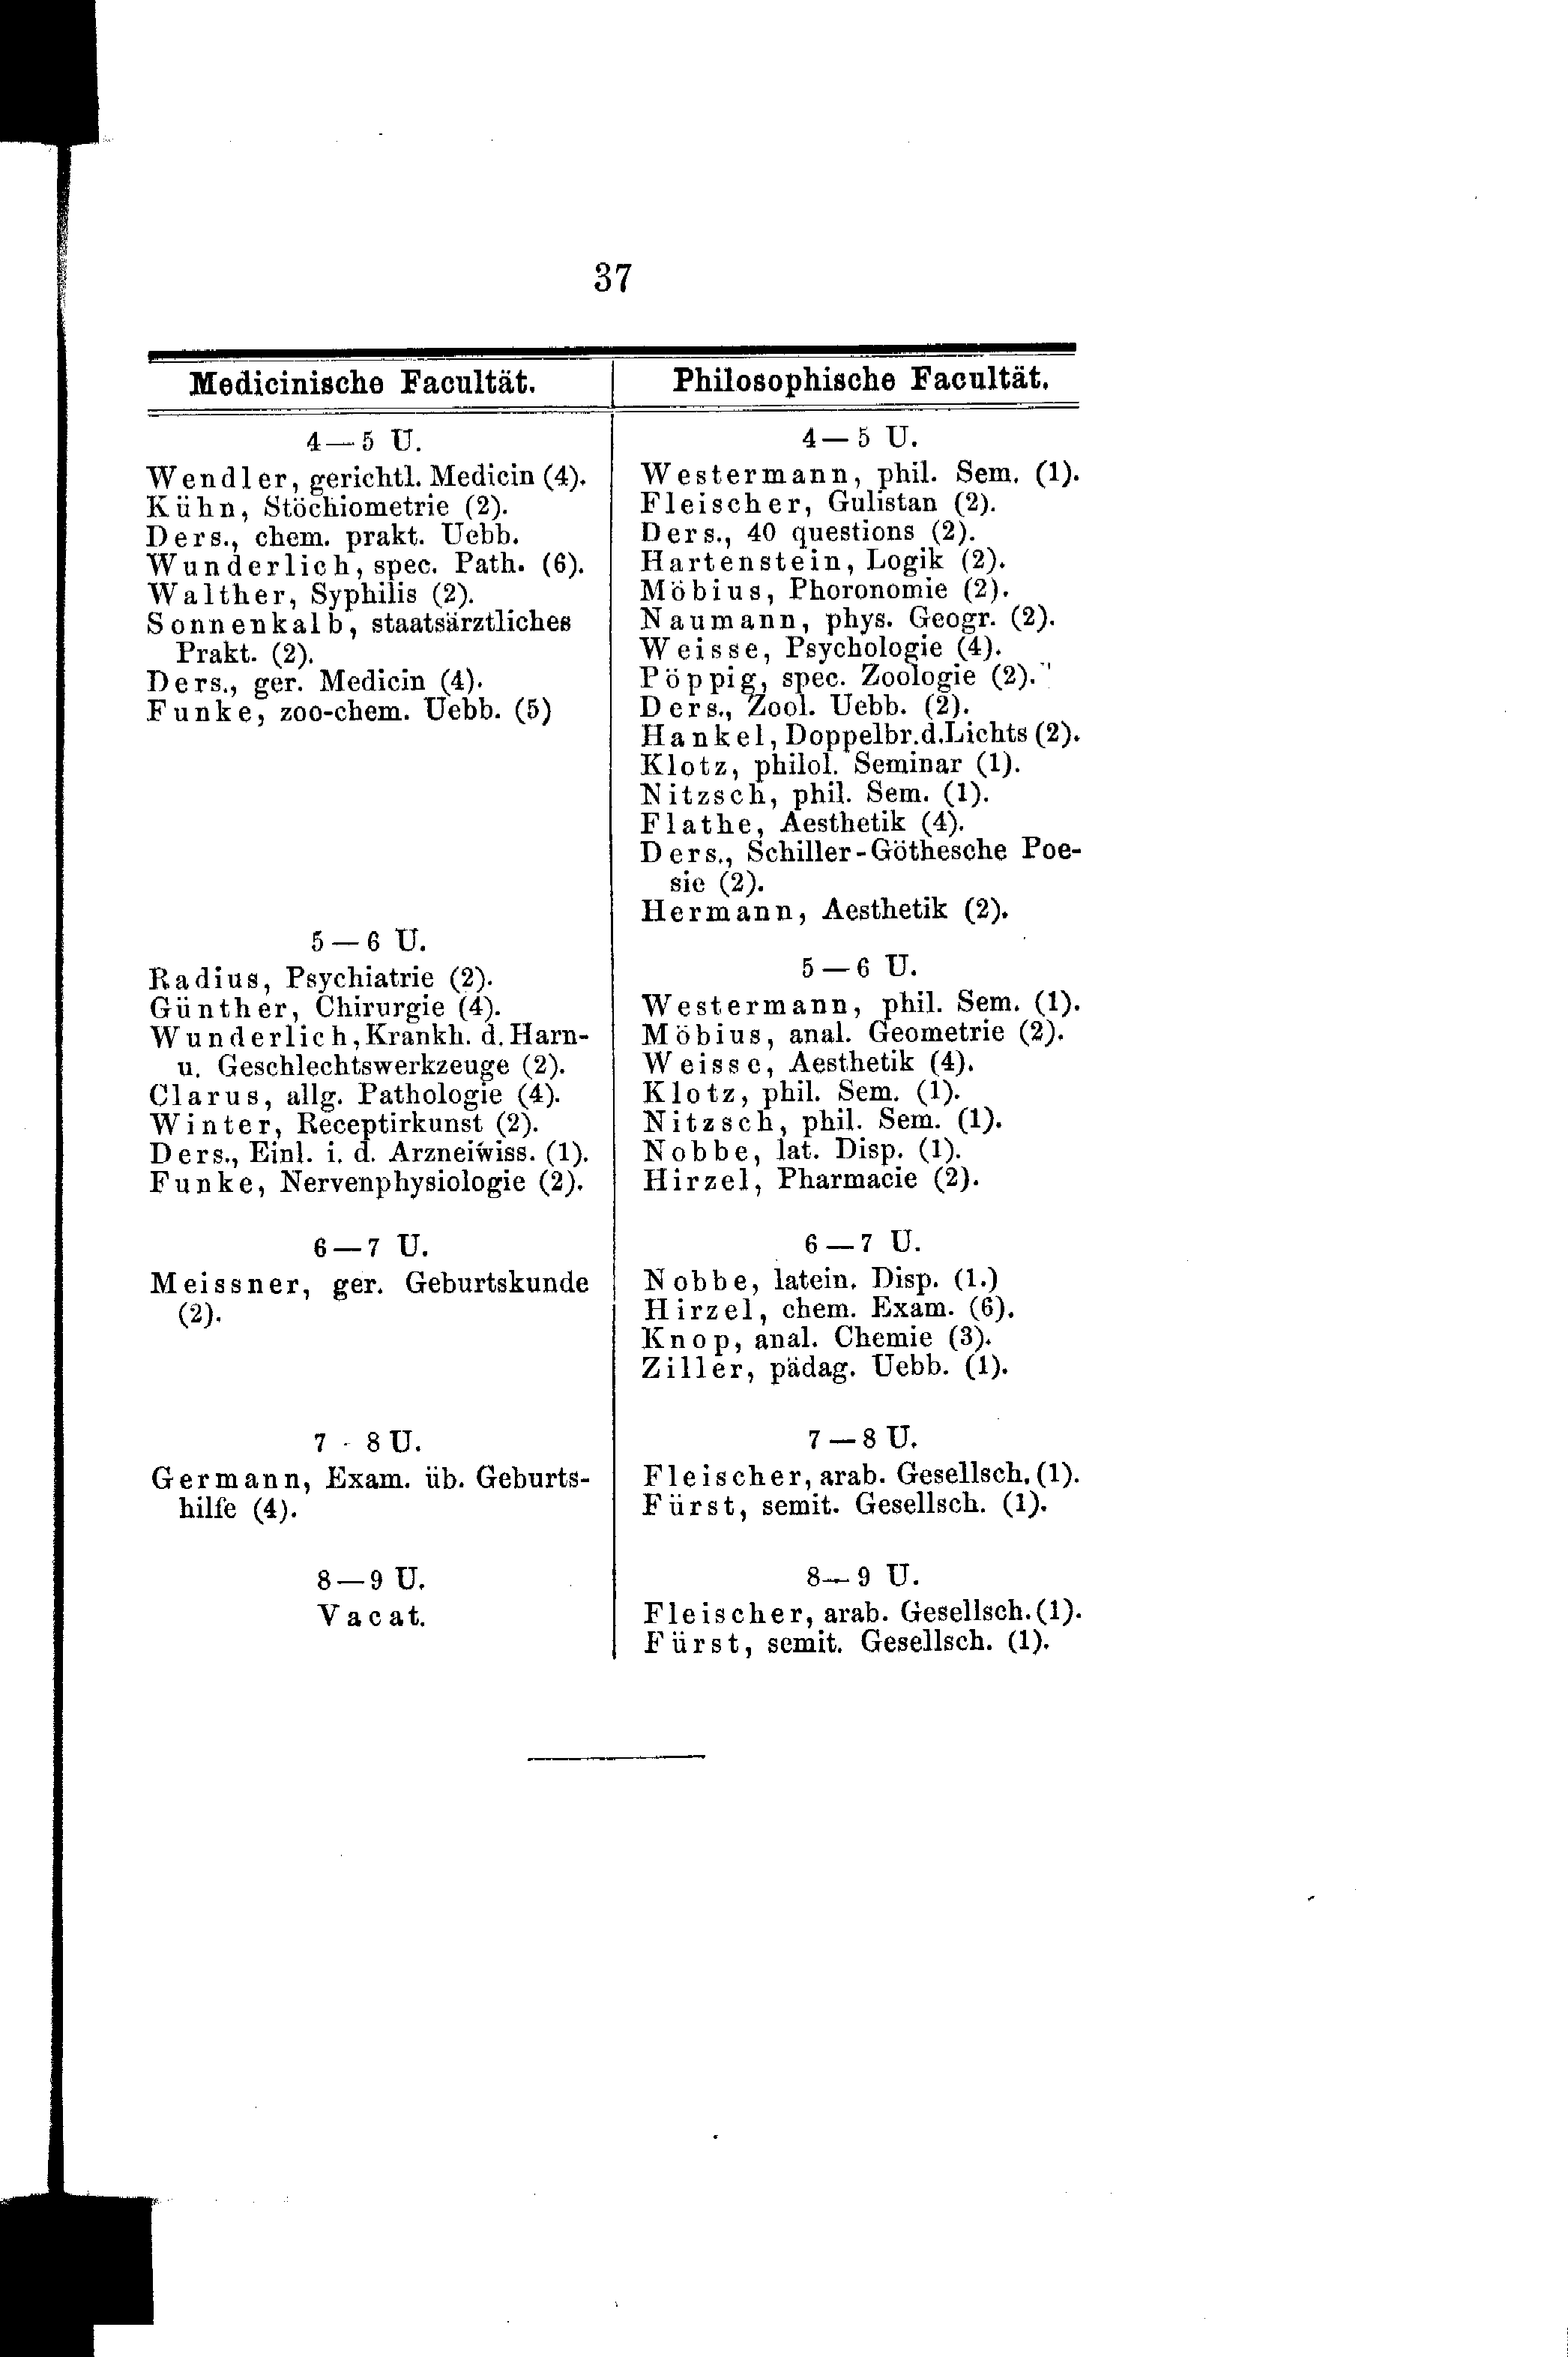 37
Medicinische Facultät.
4—5 U.
Wendler, gerichtl. Medicin (4).
Kühn, Stöchiometrie (2).
Ders., chem. prakt. Uebb.
Wunderlich, spec. Path. (6).
Walther, Syphilis (2).
Sonnenkalb, staatsärztliches
Prakt. (2).
Ders., ger. Medicin (4).
Funke, zoo-chem. Uebb. (5)
5—6 U.
Radius, Psychiatrie (2).
Günther, Chirurgie (4).
Wunderlich, Krankh. d. Harn-
u. Geschlechtswerkzeuge (2).
Clarus, allg. Pathologie (4).
Winter, Receptirkunst (2).
Ders., Einl. i. d. Arzneiwiss. (1).
Funke, Nervenphysiologie (2).
6—7 U.
Meissner, ger. Geburtskunde
(2).
7 - 8 U.
Germann, Exam. üb. Geburts-
hilfe (4).
8—9 U.
Vacat.
Philosophische Facultät.
4—5 U.
Westermann, phil. Sem. (1).
Fleischer, Gulistan (2).
Ders., 40 questions (2).
Hartenstein, Logik (2).
Möbius, Phoronomie (2).
Naumann, phys. Geogr. (2).
Weisse, Psychologie (4).
Pöppig, spec. Zoologie (2).
Ders., Zool. Uebb. (2).
Hankel, Doppelbr.d.Lichts (2).
Klotz, philol. Seminar (1).
Nitzsch, phil. Sem. (1).
Flathe, Aesthetik (4).
Ders., Schiller-Göthesche Poe-
sie (2).
Hermann, Aesthetik (2).
5—6 U.
Westermann, phil. Sem. (1).
Möbius, anal. Geometrie (2).
Weisse, Aesthetik (4).
Klotz, phil. Sem. (1).
Nitzsch, phil. Sem. (1).
Nobbe, lat. Disp. (1).
Hirzel, Pharmacie (2).
6—7 U.
Nobbe, latein. Disp. (1.)
Hirzel, chem. Exam. (6).
Knop, anal. Chemie (3).
Ziller, pädag. Uebb. (1).
7—8 U.
Fleischer, arab. Gesellsch. (1).
Fürst, semit. Gesellsch. (1).
8—9 U.
Fleischer, arab. Gesellsch. (1).
Fürst, semit. Gesellsch. (1).